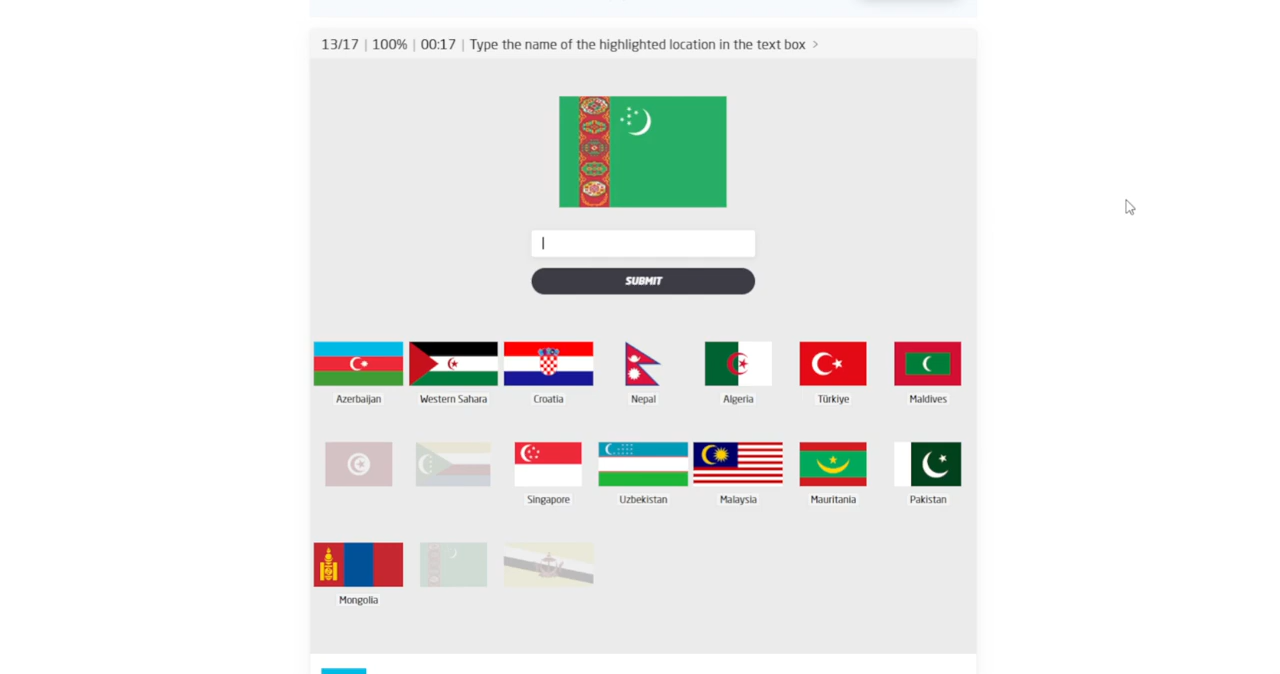 13/17 | 100% | 00:17 | Type the name of the highlighted location in the text box >
SUBMIT
Azerbaijan Western Sahara Croatia Nepal Algeria Türkiye Maldives
Singapore Uzbekistan Malaysia Mauritania Pakistan
Mongolia